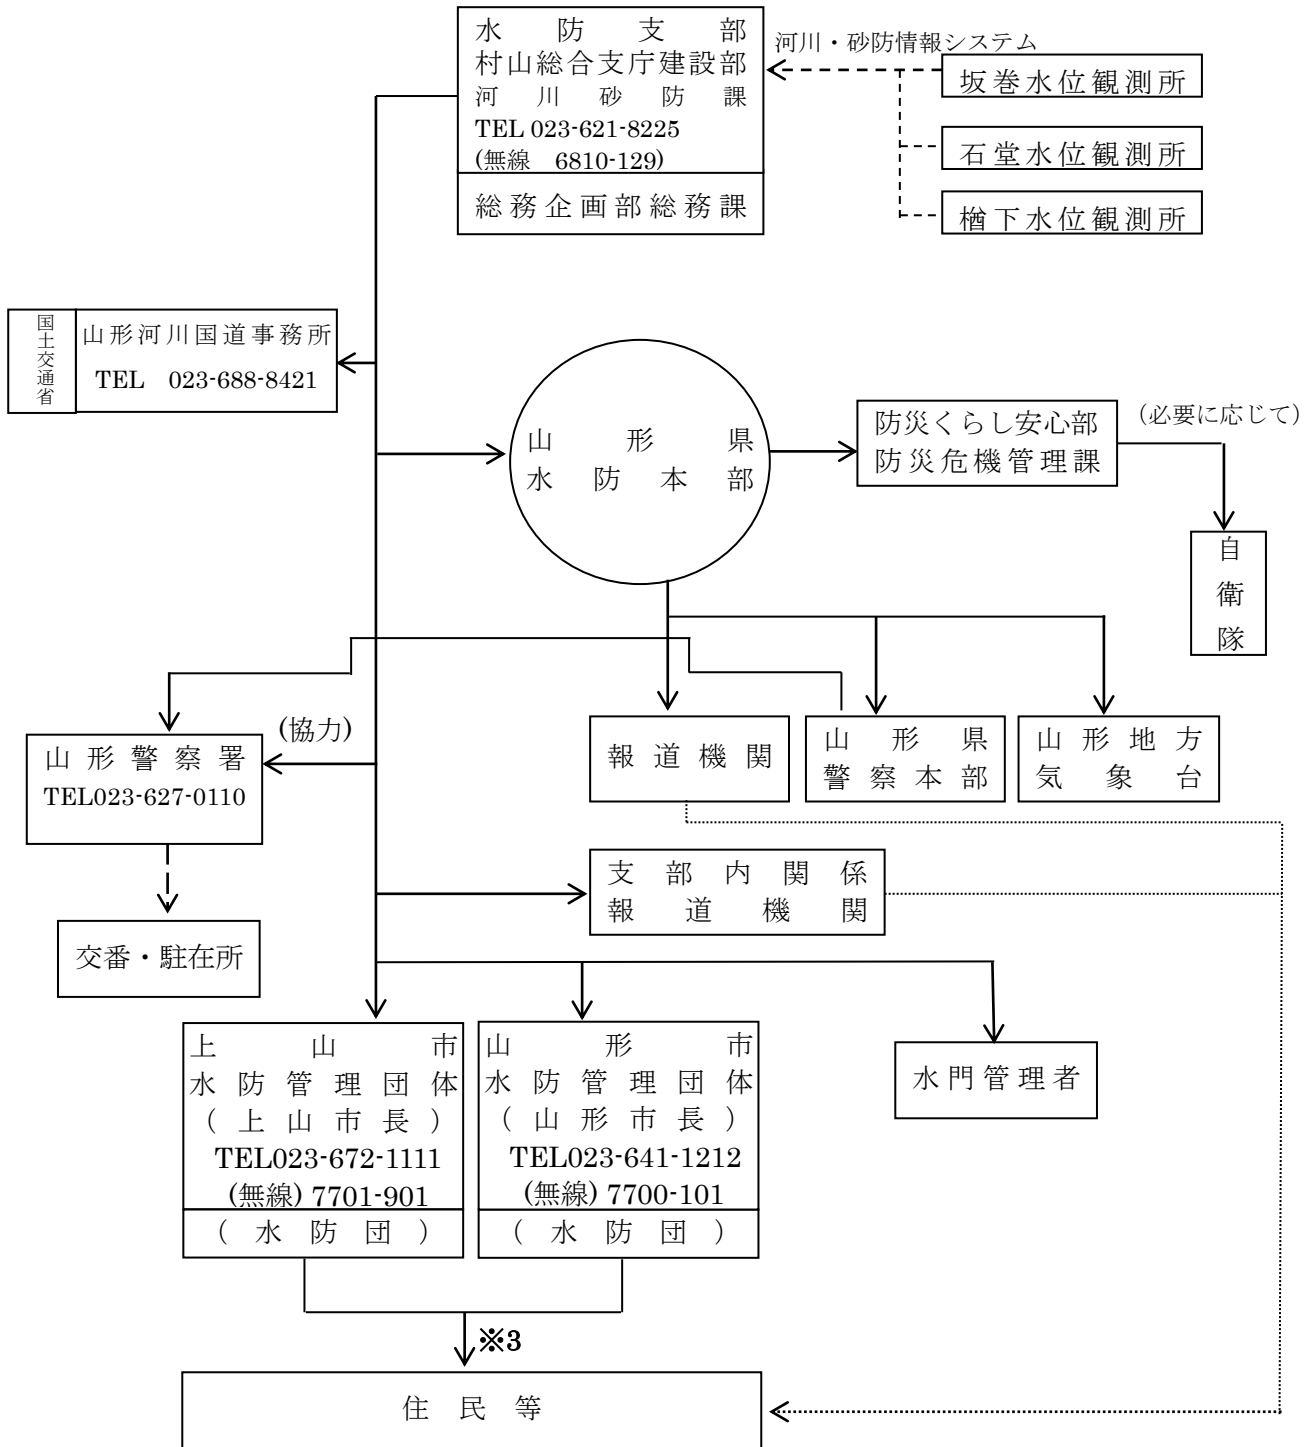 水防支部
村山総合支庁建設部
河川砂防課
TEL 023-621-8225
(無線　6810-129)
総務企画部総務課
河川・砂防情報システム
坂巻水位観測所
石堂水位観測所
楢下水位観測所
国土交通省
山形河川国道事務所
TEL　023-688-8421
山形県
水防本部
防災くらし安心部
防災危機管理課
（必要に応じて）
自衛隊
山形警察署
TEL023-627-0110
(協力)
報道機関
山形県
警察本部
山形地方
気象台
交番・駐在所
支部内関係
報道機関
上山市
水防管理団体
（上山市長）
TEL023-672-1111
(無線) 7701-901
（水防団）
山形市
水防管理団体
（山形市長）
TEL023-641-1212
(無線) 7700-101
（水防団）
水門管理者
※3
住民等